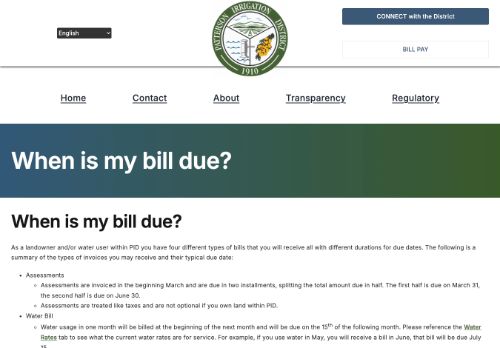 English
PATTERSON IRRIGATION DISTRICT
1910
CONNECT with the District
BILL PAY
Home Contact About Transparency Regulatory
When is my bill due?
When is my bill due?
As a landowner and/or water user within PID you have four different types of bills that you will receive all with different durations for due dates. The following is a
summary of the types of invoices you may receive and their typical due date:
• Assessments
Assessments are invoiced in the beginning March and are due in two installments, splitting the total amount due in half. The first half is due on March 31,
the second half is due on June 30.
Assessments are treated like taxes and are not optional if you own land within PID.
• Water Bill
Water usage in one month will be billed at the beginning of the next month and will be due on the 15th of the following month. Please reference the Water
Rates tab to see what the current water rates are for service. For example, if you use water in May, you will receive a bill in June, that bill will be due July
15.